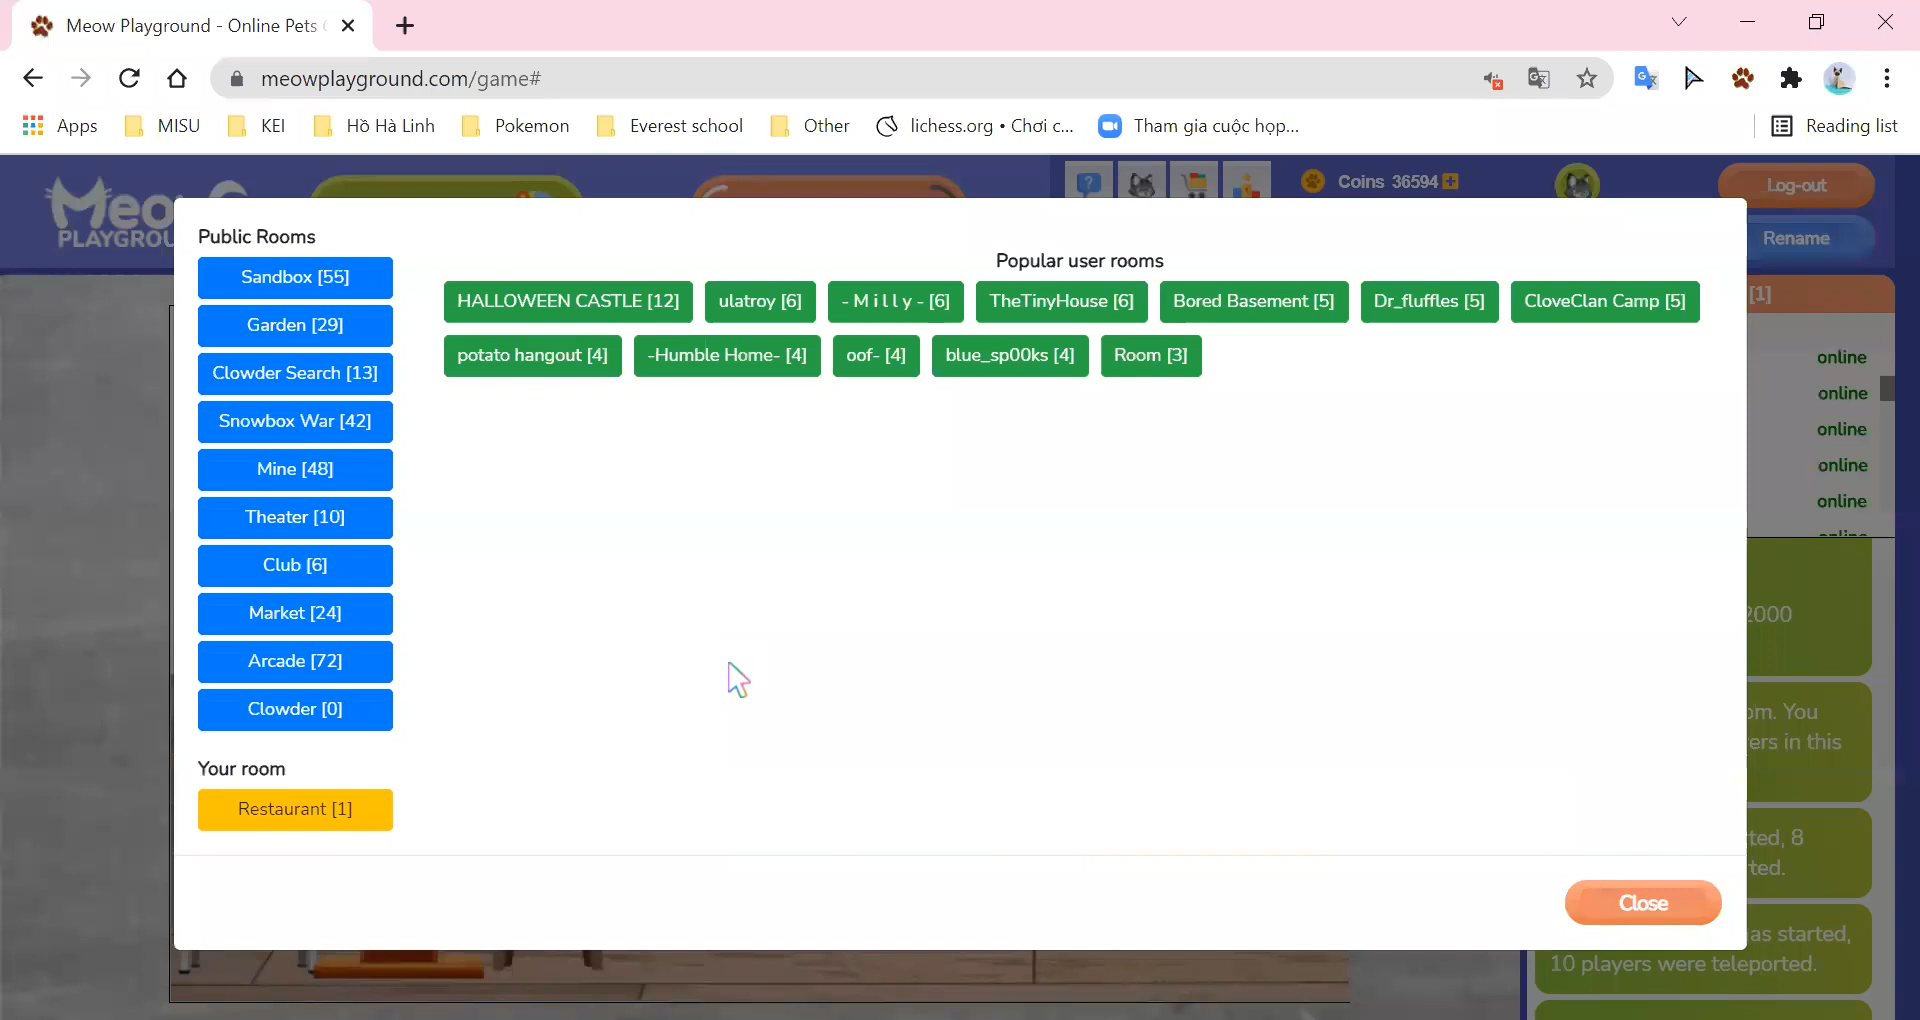 Meow Playground - Online Pets
meowplayground.com/game#
Apps MISU KEI Hồ Hà Linh Pokemon Everest school Other lichess.org • Chơi c... Tham gia cuộc họp... Reading list
Coins 36594
Log-out
Rename
PLAYGROU
Public Rooms
Sandbox [55]
Garden [29]
Clowder Search [13]
Snowbox War [42]
Mine [48]
Theater [10]
Club [6]
Market [24]
Arcade [72]
Clowder [0]
Your room
Restaurant [1]
Popular user rooms
HALLOWEEN CASTLE [12] ulatroy [6] - M i l l y - [6] TheTinyHouse [6] Bored Basement [5] Dr_fluffles [5] CloveClan Camp [5]
potato hangout [4] -Humble Home- [4] oof- [4] blue_sp00ks [4] Room [3]
Close
[1]
online
online
online
online
online
2000
om. You
ers in this
ted, 8
ted.
as started,
10 players were teleported.